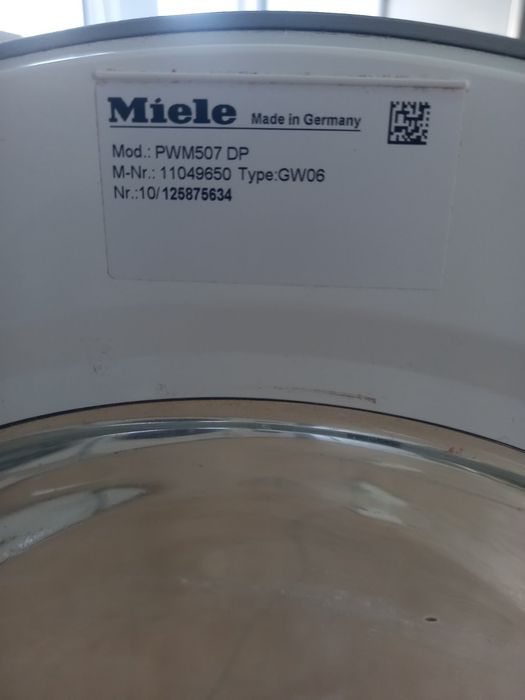 Miele Made in Germany
Mod.: PWM507 DP
M-Nr.: 11049650 Type:GW06
Nr.:10/125875634